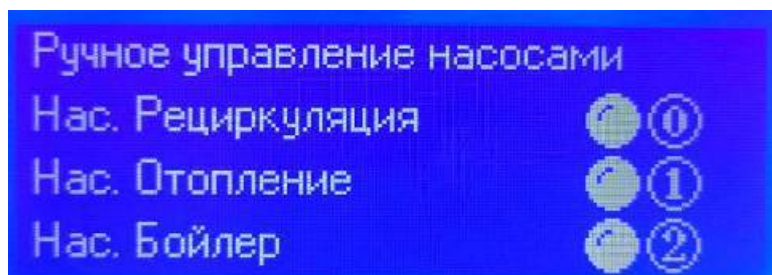 Ручное управление насосами
Нас. Рециркуляция 0
Нас. Отопление 1
Нас. Бойлер 2